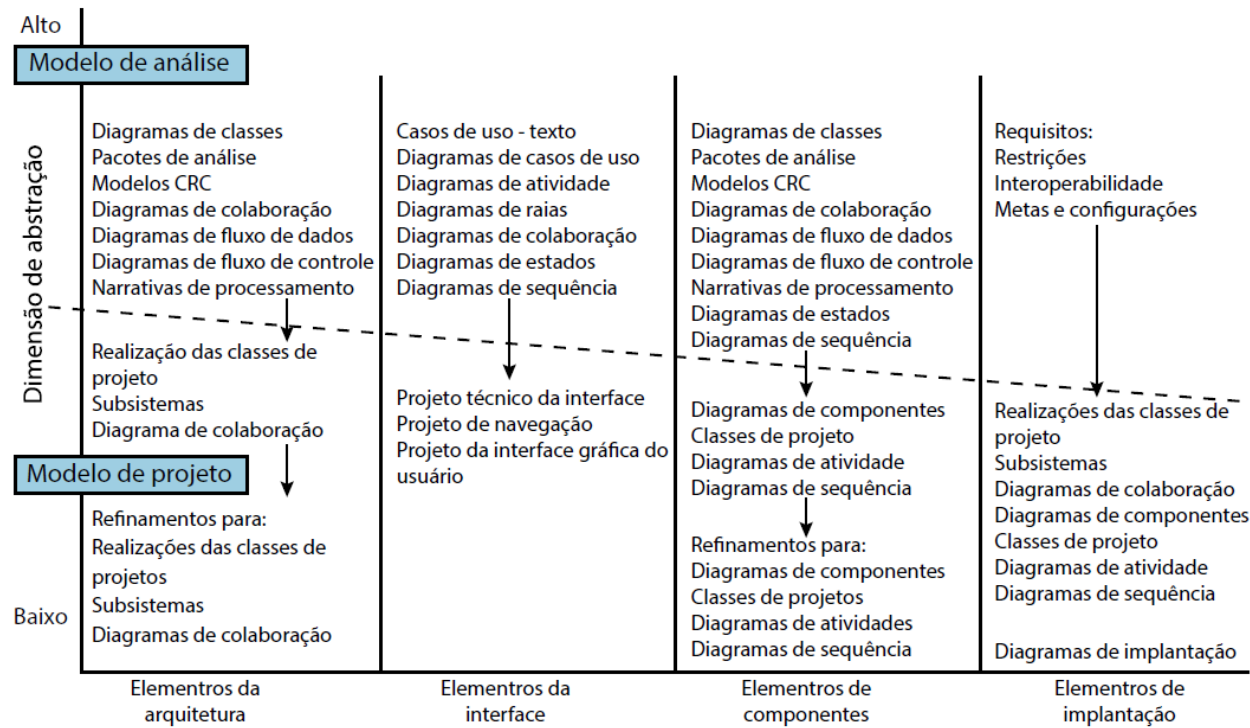 Alto
Modelo de análise
Dimensão de abstração
Modelo de projeto
Baixo
Diagramas de classes
Pacotes de análise
Modelos CRC
Diagramas de colaboração
Diagramas de fluxo de dados
Diagramas de fluxo de controle
Narrativas de processamento
Realização das classes de
projeto
Subsistemas
Diagrama de colaboração
Refinamentos para:
Realizações das classes de
projetos
Subsistemas
Diagramas de colaboração
Elementros da
arquitetura
Casos de uso - texto
Diagramas de casos de uso
Diagramas de atividade
Diagramas de raias
Diagramas de colaboração
Diagramas de estados
Diagramas de sequência
Projeto técnico da interface
Projeto de navegação
Projeto da interface gráfica do
usuário
Elementros da
interface
Diagramas de classes
Pacotes de análise
Modelos CRC
Diagramas de colaboração
Diagramas de fluxo de dados
Diagramas de fluxo de controle
Narrativas de processamento
Diagramas de estados
Diagramas de sequência
Diagramas de componentes
Classes de projeto
Diagramas de atividade
Diagramas de sequência
Refinamentos para:
Diagramas de componentes
Classes de projetos
Diagramas de atividades
Diagramas de sequência
Elementros de
componentes
Requisitos:
Restrições
Interoperabilidade
Metas e configurações
Realizações das classes de
projeto
Subsistemas
Diagramas de colaboração
Diagramas de componentes
Classes de projeto
Diagramas de atividade
Diagramas de sequência
Diagramas de implantação
Elementros de
implantação